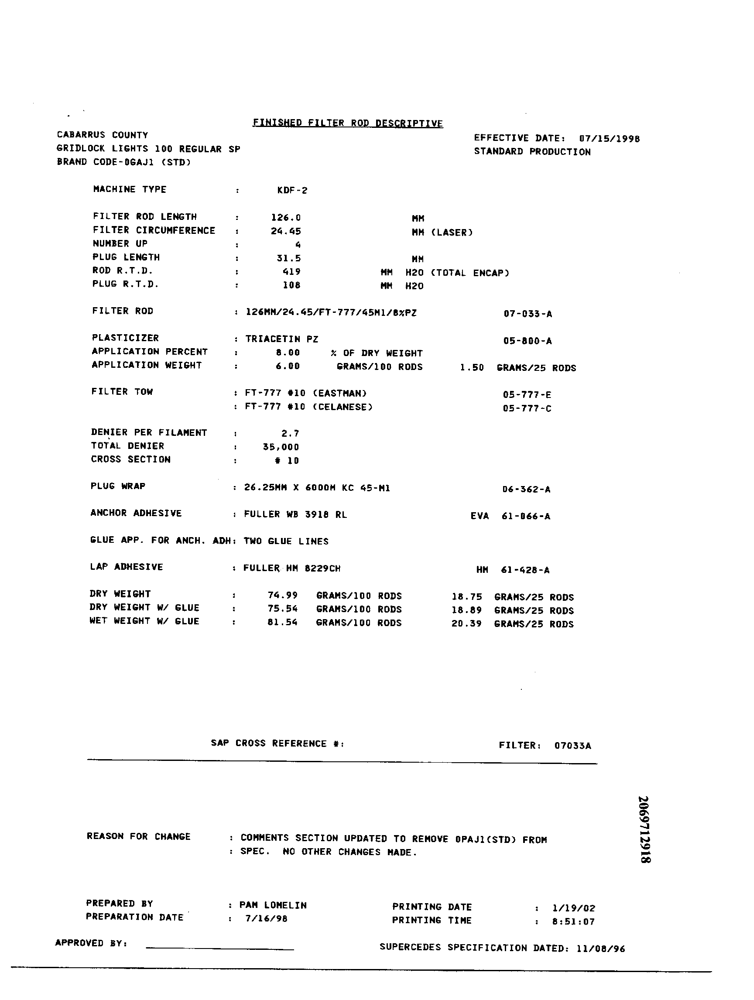 FINISHED FILTER ROD DESCRIPTIVE
CABARRUS COUNTY EFFECTIVE DATE: 07/15/1998
GRIDLOCK LIGHTS 100 REGULAR SP STANDARD PRODUCTION
BRAND CODE-0GAJ1 (STD)
MACHINE TYPE : KDF-2
FILTER ROD LENGTH : 126.0 MM
FILTER CIRCUMFERENCE : 24.45 MM (LASER)
NUMBER UP : 4
PLUG LENGTH : 31.5 MM
ROD R.T.D. : 419 MM H2O (TOTAL ENCAP)
PLUG R.T.D. : 108 MM H2O
FILTER ROD : 126MM/24.45/FT-777/45M1/8%PZ 07-033-A
PLASTICIZER : TRIACETIN PZ 05-800-A
APPLICATION PERCENT : 8.00 % OF DRY WEIGHT
APPLICATION WEIGHT : 6.00 GRAMS/100 RODS 1.50 GRAMS/25 RODS
FILTER TOW : FT-777 #10 (EASTMAN) 05-777-E
: FT-777 #10 (CELANESE) 05-777-C
DENIER PER FILAMENT : 2.7
TOTAL DENIER : 35,000
CROSS SECTION : # 10
PLUG WRAP : 26.25MM X 6000M KC 45-M1 06-362-A
ANCHOR ADHESIVE : FULLER WB 3918 RL EVA 61-066-A
GLUE APP. FOR ANCH. ADH: TWO GLUE LINES
LAP ADHESIVE : FULLER HM 8229CH HM 61-428-A
DRY WEIGHT : 74.99 GRAMS/100 RODS 18.75 GRAMS/25 RODS
DRY WEIGHT W/ GLUE : 75.54 GRAMS/100 RODS 18.89 GRAMS/25 RODS
WET WEIGHT W/ GLUE : 81.54 GRAMS/100 RODS 20.39 GRAMS/25 RODS
SAP CROSS REFERENCE #: FILTER: 07033A
2069712918
REASON FOR CHANGE : COMMENTS SECTION UPDATED TO REMOVE 0PAJ1(STD) FROM
: SPEC. NO OTHER CHANGES MADE.
PREPARED BY : PAM LOMELIN PRINTING DATE : 1/19/02
PREPARATION DATE : 7/16/98 PRINTING TIME : 8:51:07
APPROVED BY: SUPERCEDES SPECIFICATION DATED: 11/08/96